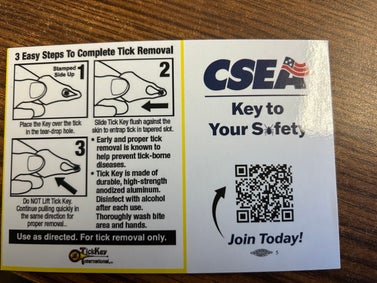 3 Easy Steps To Complete Tick Removal
Stamped
Side Up
1
Place the Key over the tick
in the tear-drop hole.
2
Slide Tick Key flush against the
skin to entrap tick in tapered slot.
3
Do NOT Lift Tick Key.
Continue pulling quickly in
the same direction for
proper removal...
• Early and proper tick
removal is known to
help prevent tick-borne
diseases.
• Tick Key is made of
durable, high-strength
anodized aluminum.
Disinfect with alcohol
after each use.
Thoroughly wash bite
area and hands.
Use as directed. For tick removal only.
TickKey
International
CSEA
Key to
Your Safety
Join Today!